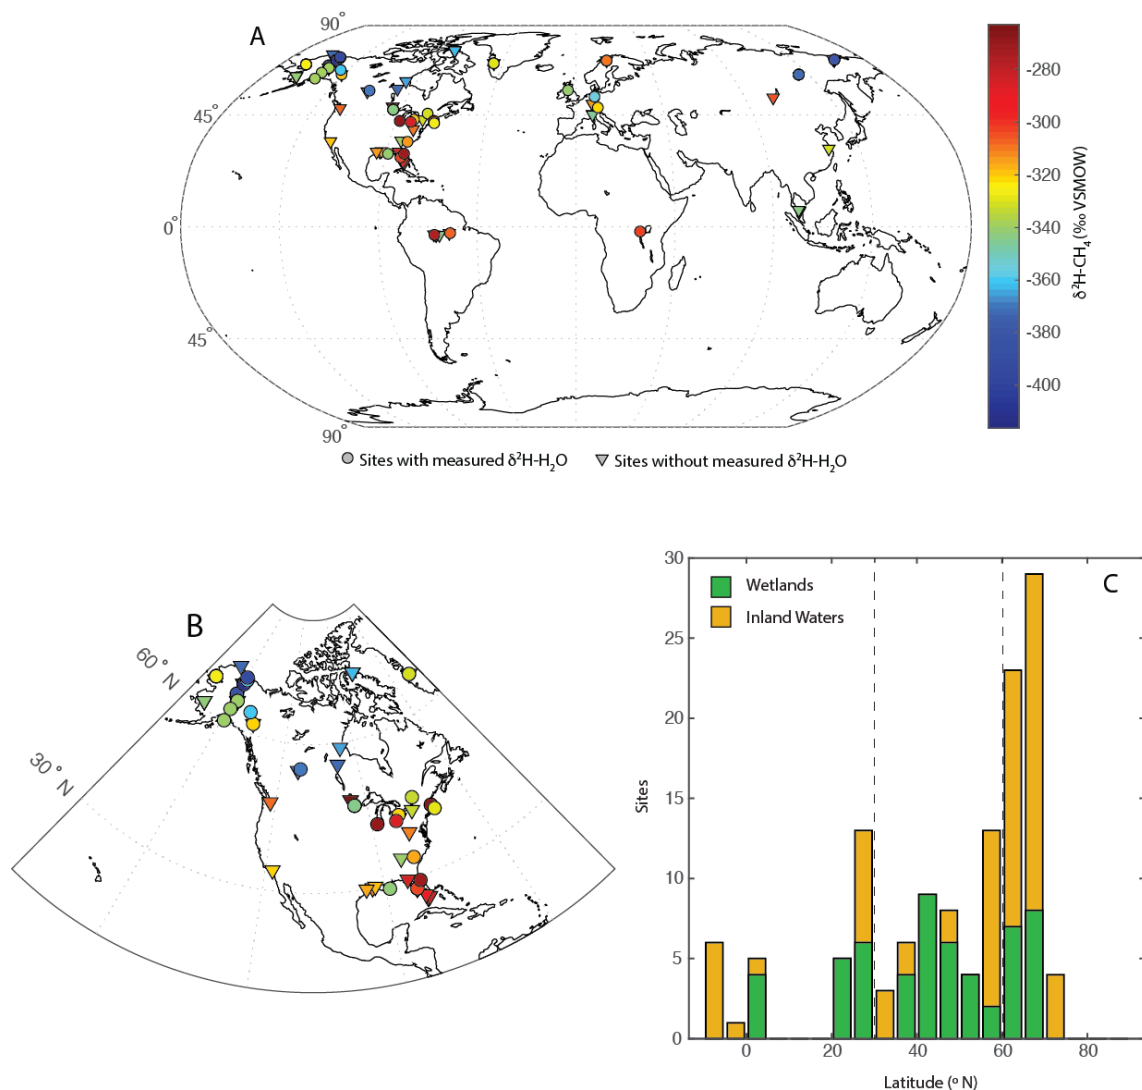 A
90°
45°
0°
45°
90°
-280
-300
-320
-340
-360
-380
-400
δ²H-CH₄ (‰ VSMOW)
Sites with measured δ²H-H₂O
Sites without measured δ²H-H₂O
B
60° N
30° N
C
Wetlands
Inland Waters
30
25
20
15
10
5
0
Sites
0
20
40
60
80
Latitude (° N)